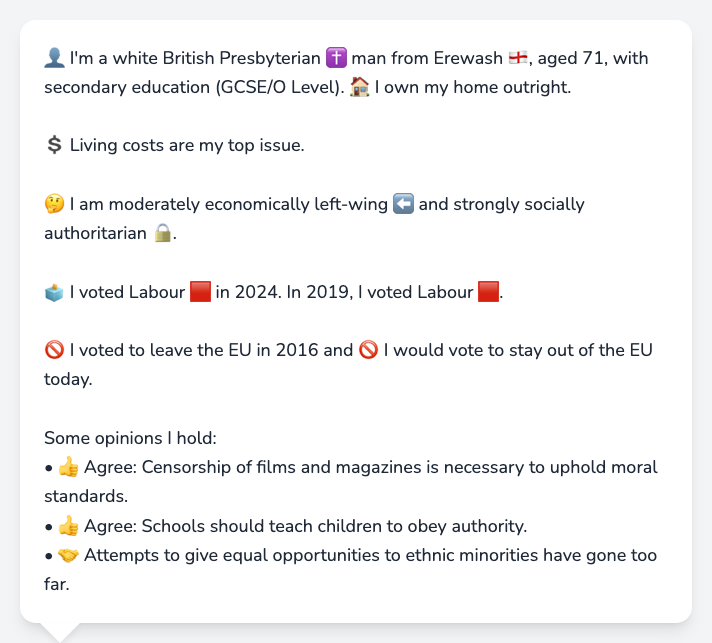 👤 I'm a white British Presbyterian ✝️ man from Erewash 🏴󠁧󠁢󠁥󠁮󠁧󠁿, aged 71, with
secondary education (GCSE/O Level). 🏠 I own my home outright.
💲 Living costs are my top issue.
🤔 I am moderately economically left-wing ⬅️ and strongly socially
authoritarian 🔒.
🗳️ I voted Labour 🟥 in 2024. In 2019, I voted Labour 🟥.
🚫 I voted to leave the EU in 2016 and 🚫 I would vote to stay out of the EU
today.
Some opinions I hold:
• 👍 Agree: Censorship of films and magazines is necessary to uphold moral
standards.
• 👍 Agree: Schools should teach children to obey authority.
• 🤝 Attempts to give equal opportunities to ethnic minorities have gone too
far.